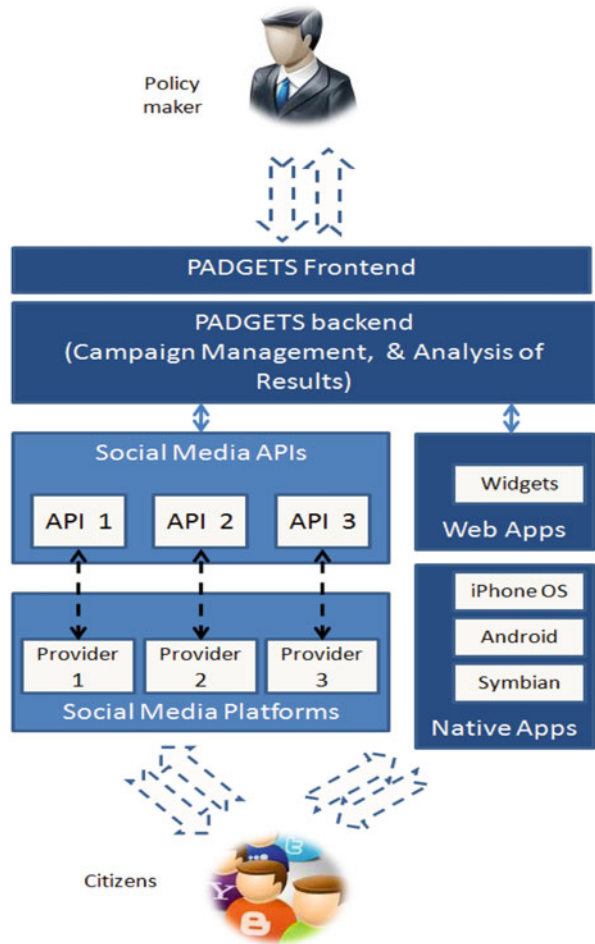 Policy
maker
PADGETS Frontend
PADGETS backend
(Campaign Management, & Analysis of
Results)
Social Media APIs
API 1
API 2
API 3
Widgets
Web Apps
Provider
1
Provider
2
Provider
3
Social Media Platforms
iPhone OS
Android
Symbian
Native Apps
Citizens